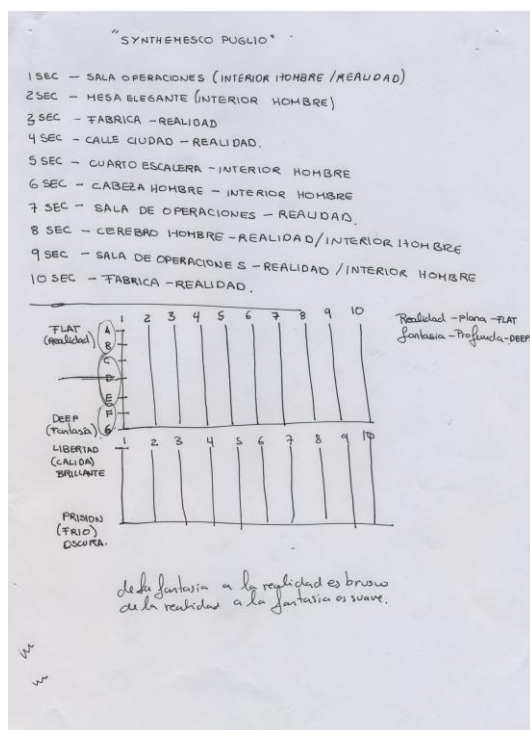 "SYNTHEMESCO PUGLIO"
1 SEC – SALA OPERACIONES (INTERIOR HOMBRE / REALIDAD)
2 SEC – MESA ELEGANTE (INTERIOR HOMBRE)
3 SEC – FABRICA – REALIDAD
4 SEC – CALLE CIUDAD – REALIDAD.
5 SEC – CUARTO ESCALERA – INTERIOR HOMBRE
6 SEC – CABEZA HOMBRE – INTERIOR HOMBRE
7 SEC – SALA DE OPERACIONES – REALIDAD.
8 SEC – CEREBRO HOMBRE – REALIDAD/INTERIOR HOMBRE
9 SEC – SALA DE OPERACIONES – REALIDAD / INTERIOR HOMBRE
10 SEC – FABRICA – REALIDAD.
1 2 3 4 5 6 7 8 9 10
Realidad – plana – FLAT
fantasia – Profunda – DEEP
FLAT
(Realidad)
A
B
C
D
E
F
G
DEEP
(Fantasía)
1 2 3 4 5 6 7 8 9 10
LIBERTAD
(CALIDA)
BRILLANTE
PRISION
(FRIO)
OSCURA.
de la fantasia a la realidad es brusco
de la realidad a la fantasia es suave.